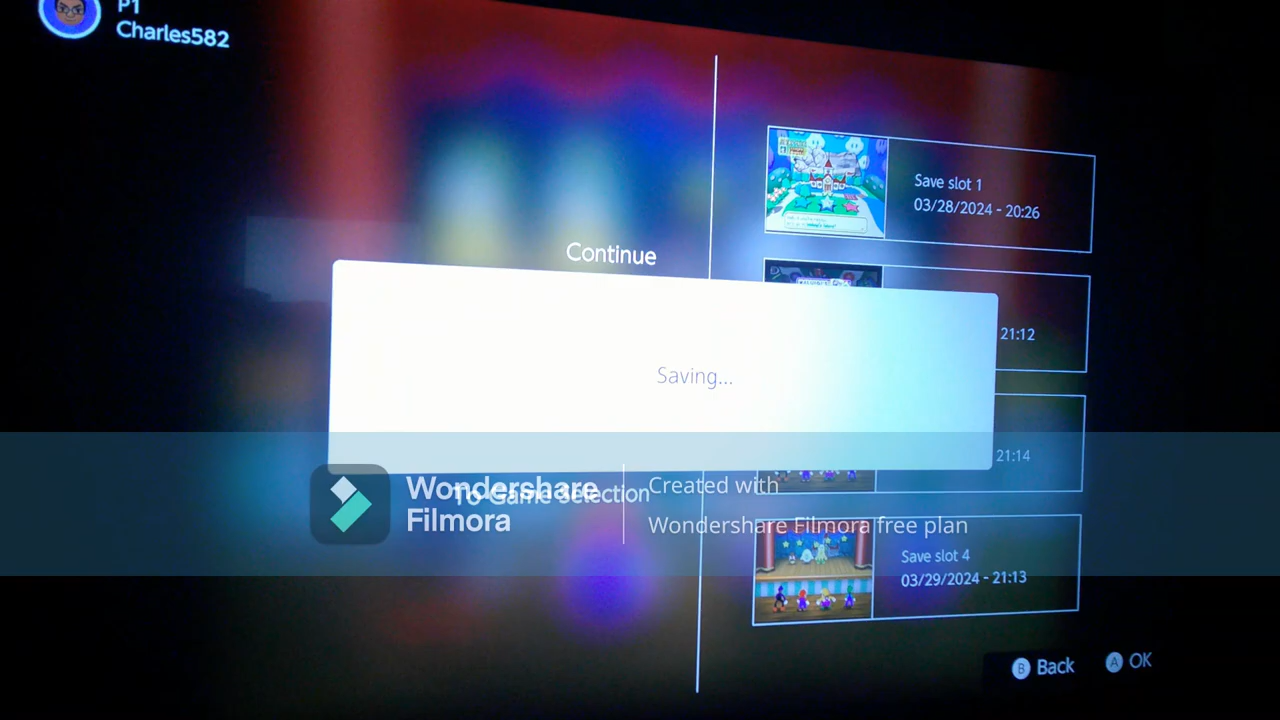 P1
Charles582
Save slot 1
03/28/2024 - 20:26
Continue
21:12
Saving...
21:14
To Game Selection
Wondershare
Filmora
Created with
Wondershare Filmora free plan
Save slot 4
03/29/2024 - 21:13
B Back
A OK